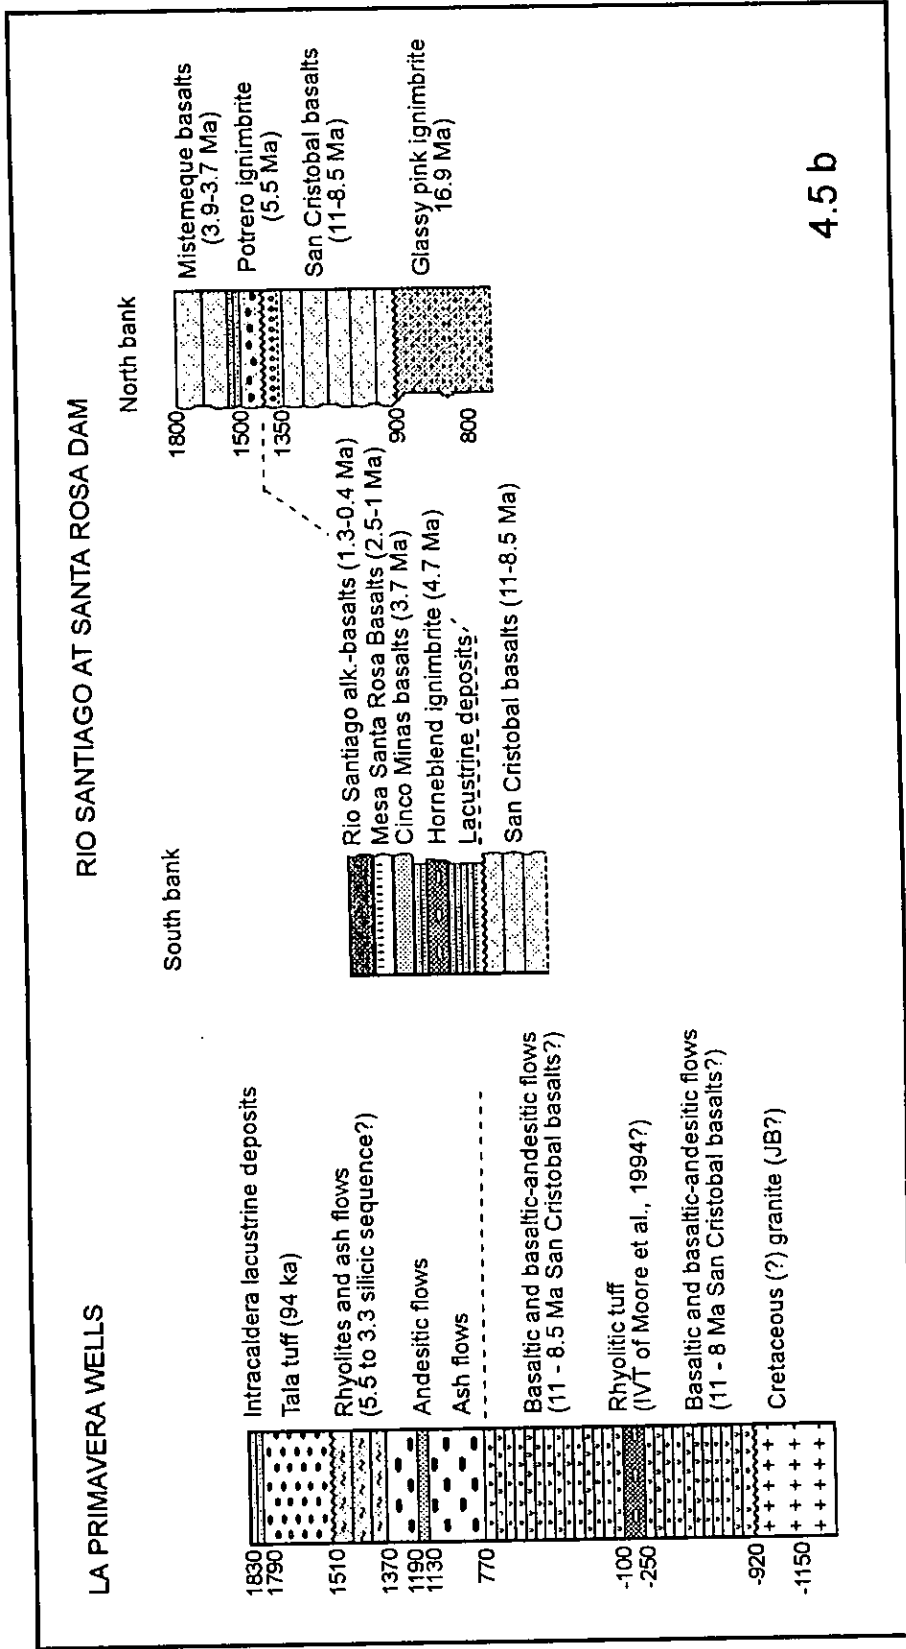 LA PRIMAVERA WELLS
1830
1790
1510
1370
1190
1130
770
-100
-250
-920
-1150
Intracaldera lacustrine deposits
Tala tuff (94 ka)
Rhyolites and ash flows
(5.5 to 3.3 silicic sequence?)
Andesitic flows
Ash flows
Basaltic and basaltic-andesitic flows
(11 - 8.5 Ma San Cristobal basalts?)
Rhyolitic tuff
(IVT of Moore et al., 1994?)
Basaltic and basaltic-andesitic flows
(11 - 8 Ma San Cristobal basalts?)
Cretaceous (?) granite (JB?)
RIO SANTIAGO AT SANTA ROSA DAM
South bank
Rio Santiago alk.-basalts (1.3-0.4 Ma)
Mesa Santa Rosa Basalts (2.5-1 Ma)
Cinco Minas basalts (3.7 Ma)
Horneblend ignimbrite (4.7 Ma)
Lacustrine deposits
San Cristobal basalts (11-8.5 Ma)
North bank
1800
1500
1350
900
800
Mistemeque basalts
(3.9-3.7 Ma)
Potrero ignimbrite
(5.5 Ma)
San Cristobal basalts
(11-8.5 Ma)
Glassy pink ignimbrite
16.9 Ma)
4.5 b